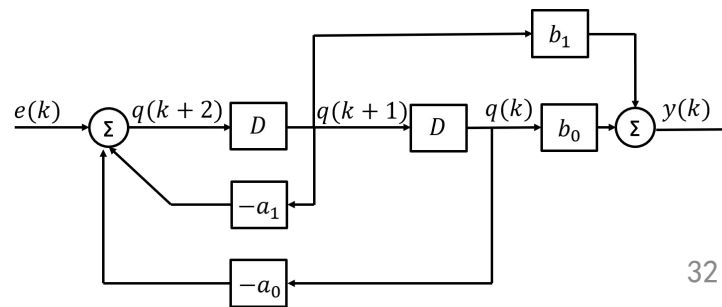 b₁
e(k) Σ q(k + 2) D q(k + 1) D q(k) b₀ Σ y(k)
−a₁
−a₀
32